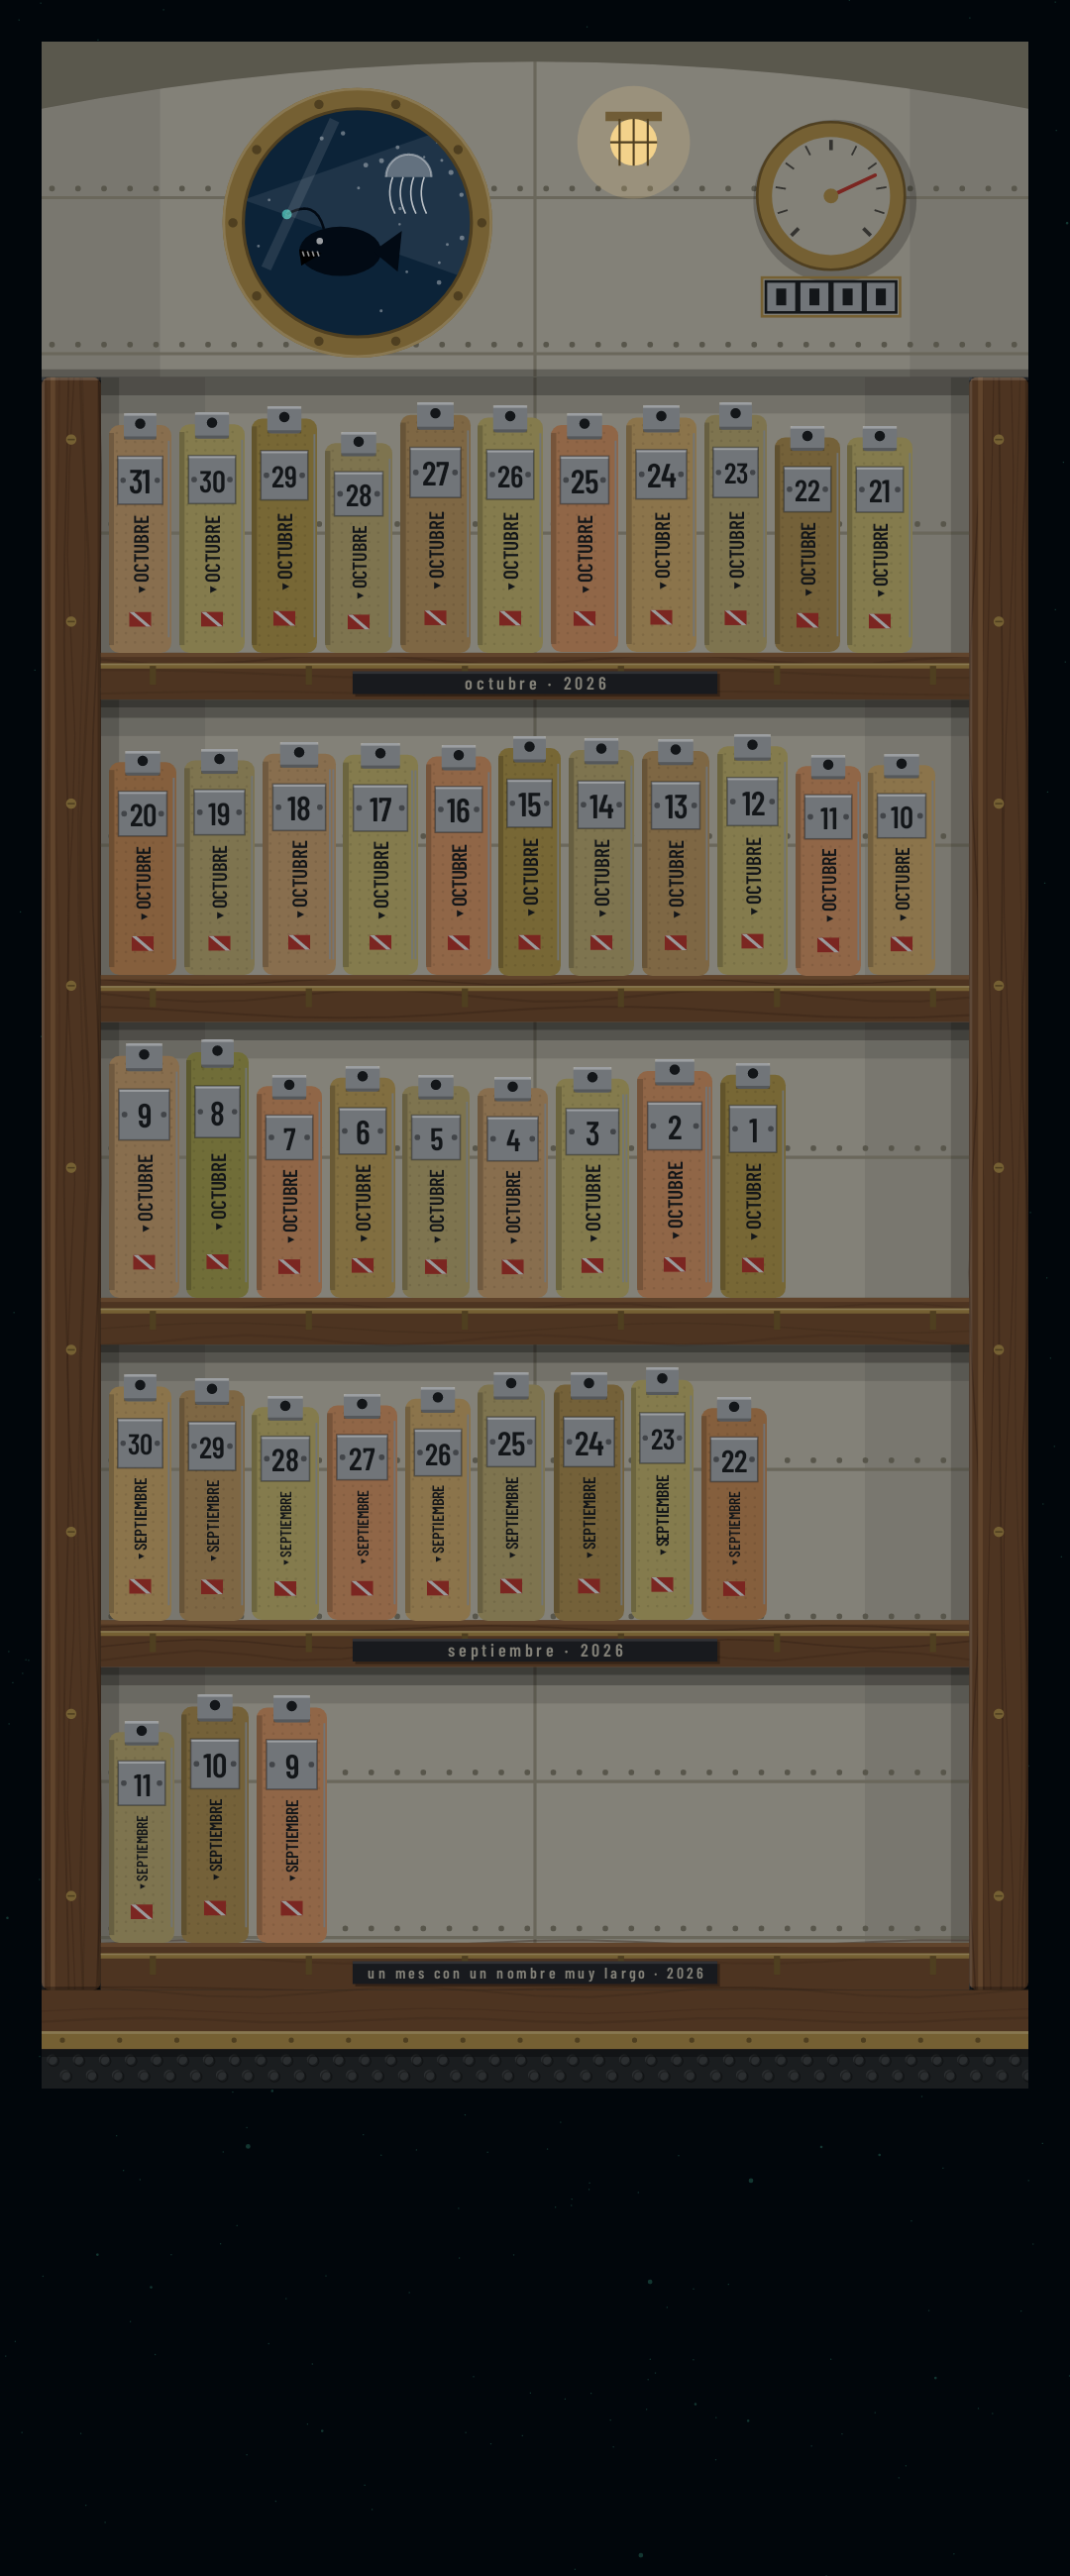 31 30 29 28 27 26 25 24 23 22 21
OCTUBRE OCTUBRE OCTUBRE OCTUBRE OCTUBRE OCTUBRE OCTUBRE OCTUBRE OCTUBRE OCTUBRE OCTUBRE
octubre · 2026
20 19 18 17 16 15 14 13 12 11 10
OCTUBRE OCTUBRE OCTUBRE OCTUBRE OCTUBRE OCTUBRE OCTUBRE OCTUBRE OCTUBRE OCTUBRE OCTUBRE
9 8 7 6 5 4 3 2 1
OCTUBRE OCTUBRE OCTUBRE OCTUBRE OCTUBRE OCTUBRE OCTUBRE OCTUBRE OCTUBRE
30 29 28 27 26 25 24 23 22
SEPTIEMBRE SEPTIEMBRE SEPTIEMBRE SEPTIEMBRE SEPTIEMBRE SEPTIEMBRE SEPTIEMBRE SEPTIEMBRE SEPTIEMBRE
septiembre · 2026
11 10 9
SEPTIEMBRE SEPTIEMBRE SEPTIEMBRE
un mes con un nombre muy largo · 2026